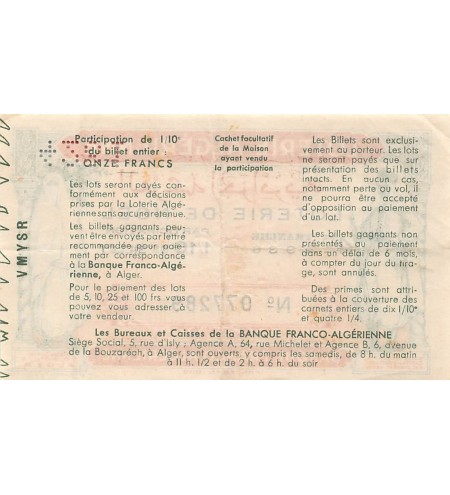 Participation de 1/10e
du billet entier
ONZE FRANCS
Les lots seront payés con-
formément aux décisions
prises par la Loterie Algé-
rienne sans aucune retenue.
Les billets gagnants peu-
vent être envoyés par lettre
recommandée pour paie-
ment par correspondance
à la Banque Franco-Algé-
rienne, à Alger.
Pour le paiement des lots
de 5, 10, 25 et 100 frs vous
pouvez vous adresser à
votre vendeur.
Cachet facultatif
de la Maison
ayant vendu
la participation
Les Billets sont exclusi-
vement au porteur. Les lots
ne seront payés que sur
présentation des billets
intacts. En aucun cas,
notamment perte ou vol, il
ne pourra être accepté
d'opposition au paiement
d'un lot.
Les billets gagnants non
présentés au paiement
dans un délai de 6 mois,
à compter du jour du tirage,
sont annulés.
Des primes sont attri-
buées à la couverture des
carnets entiers de dix 1/10e
et quatre 1/4.
Les Bureaux et Caisses de la BANQUE FRANCO-ALGÉRIENNE
Siège Social, 5, rue d'Isly ; Agence A, 64, rue Michelet et Agence B, 6, avenue
de la Bouzaréah, à Alger, sont ouverts, y compris les samedis, de 8 h. du matin
à 11 h. 1/2 et de 2 h. à 6 h. du soir
VMYSR